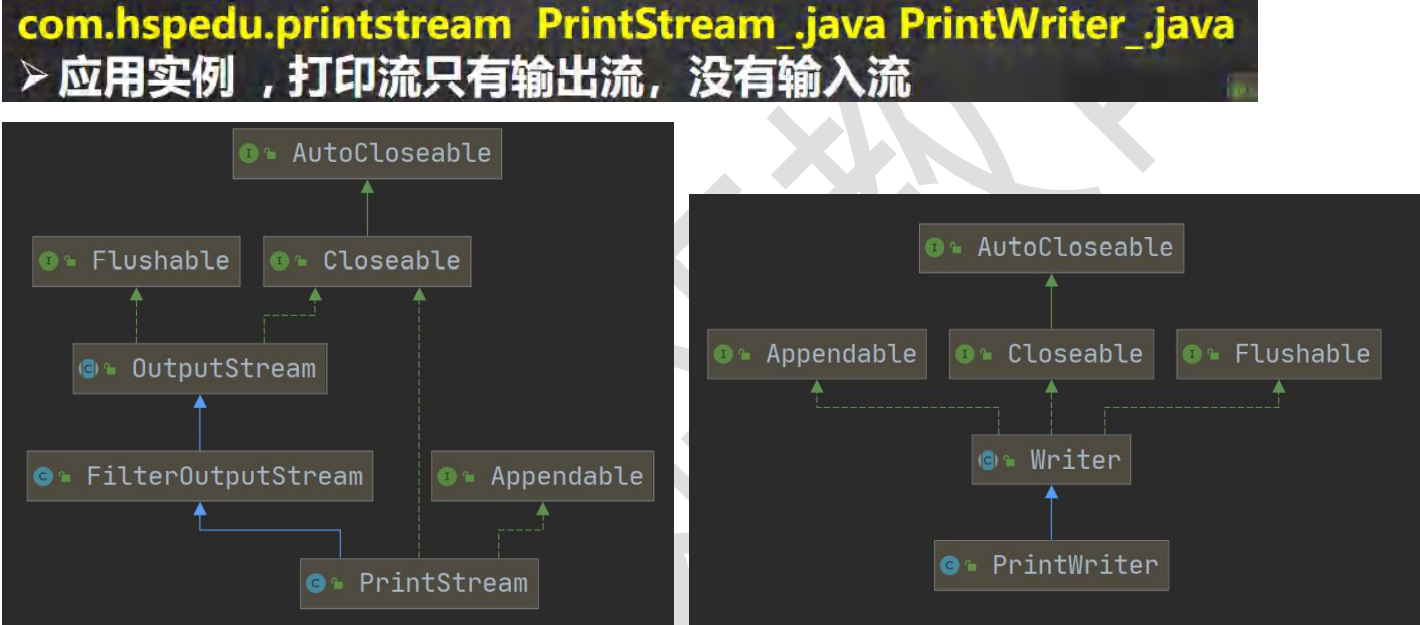 com.hspedu.printstream PrintStream_.java PrintWriter_.java
➢ 应用实例 ，打印流只有输出流，没有输入流
AutoCloseable
Flushable
Closeable
OutputStream
FilterOutputStream
Appendable
PrintStream
AutoCloseable
Appendable
Closeable
Flushable
Writer
PrintWriter